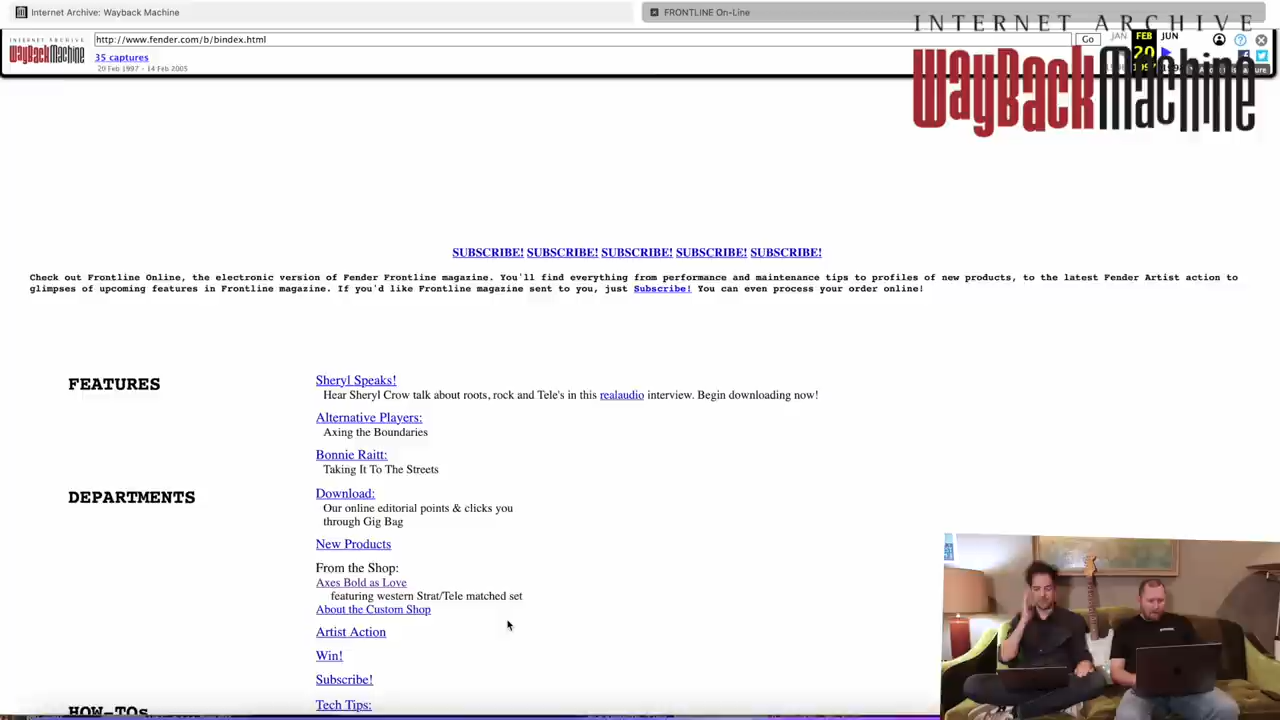 Internet Archive: Wayback Machine
FRONTLINE On-Line
INTERNET ARCHIVE
WayBackMachine
INTERNET ARCHIVE
WayBackMachine
http://www.fender.com/b/bindex.html
Go
JAN
FEB
JUN
35 captures
20
20 Feb 1997 - 14 Feb 2005
1997
SUBSCRIBE! SUBSCRIBE! SUBSCRIBE! SUBSCRIBE! SUBSCRIBE!
Check out Frontline Online, the electronic version of Fender Frontline magazine. You'll find everything from performance and maintenance tips to profiles of new products, to the latest Fender Artist action to
glimpses of upcoming features in Frontline magazine. If you'd like Frontline magazine sent to you, just Subscribe! You can even process your order online!
FEATURES
Sheryl Speaks!
Hear Sheryl Crow talk about roots, rock and Tele's in this realaudio interview. Begin downloading now!
Alternative Players:
Axing the Boundaries
Bonnie Raitt:
Taking It To The Streets
DEPARTMENTS
Download:
Our online editorial points & clicks you
through Gig Bag
New Products
From the Shop:
Axes Bold as Love
featuring western Strat/Tele matched set
About the Custom Shop
Artist Action
Win!
Subscribe!
HOW-TOs
Tech Tips: